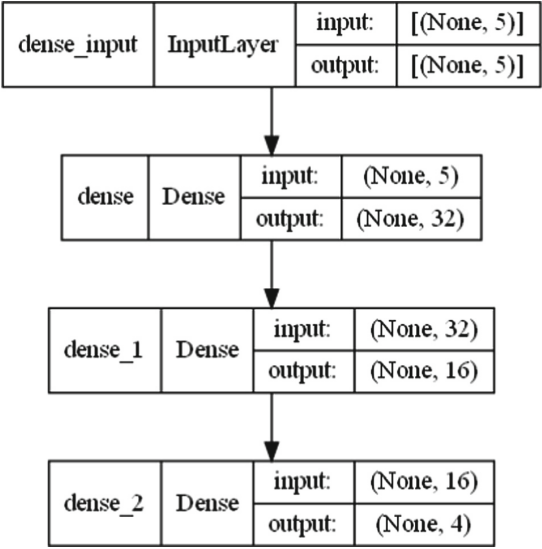 dense_input InputLayer input: [(None, 5)]
output: [(None, 5)]
dense Dense input: (None, 5)
output: (None, 32)
dense_1 Dense input: (None, 32)
output: (None, 16)
dense_2 Dense input: (None, 16)
output: (None, 4)